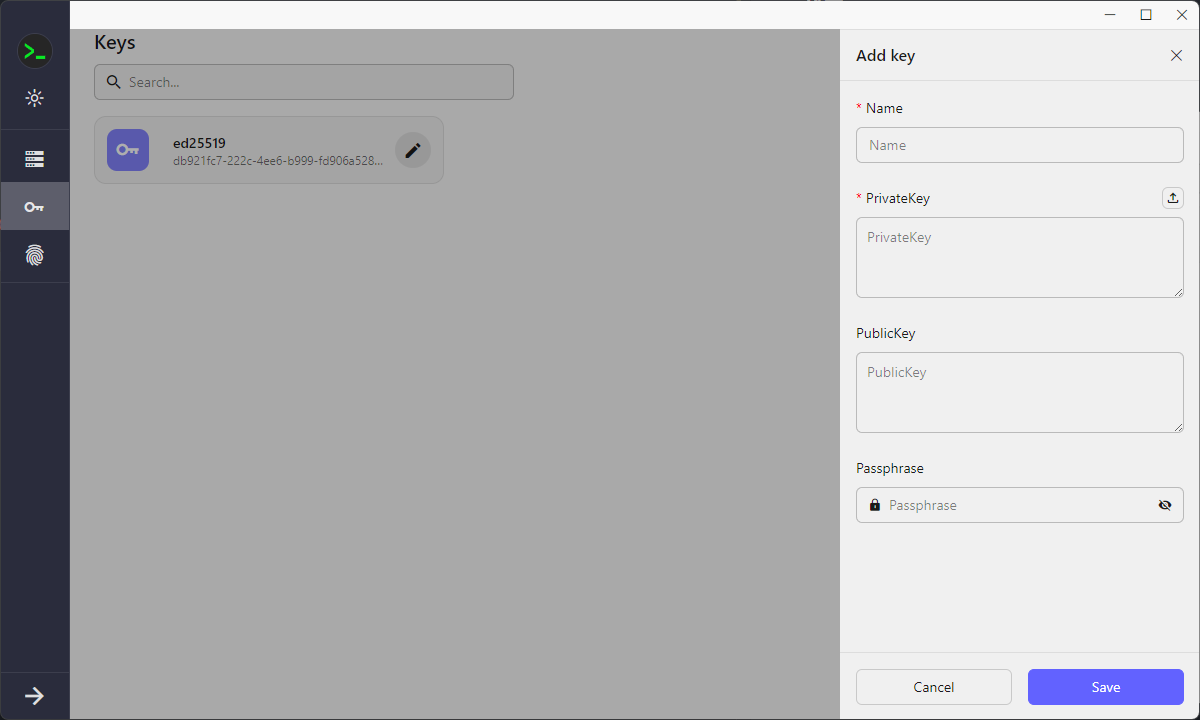 Keys
Search...
ed25519
db921fc7-222c-4ee6-b999-fd906a528...
Add key
* Name
Name
* PrivateKey
PrivateKey
PublicKey
PublicKey
Passphrase
Passphrase
Cancel
Save